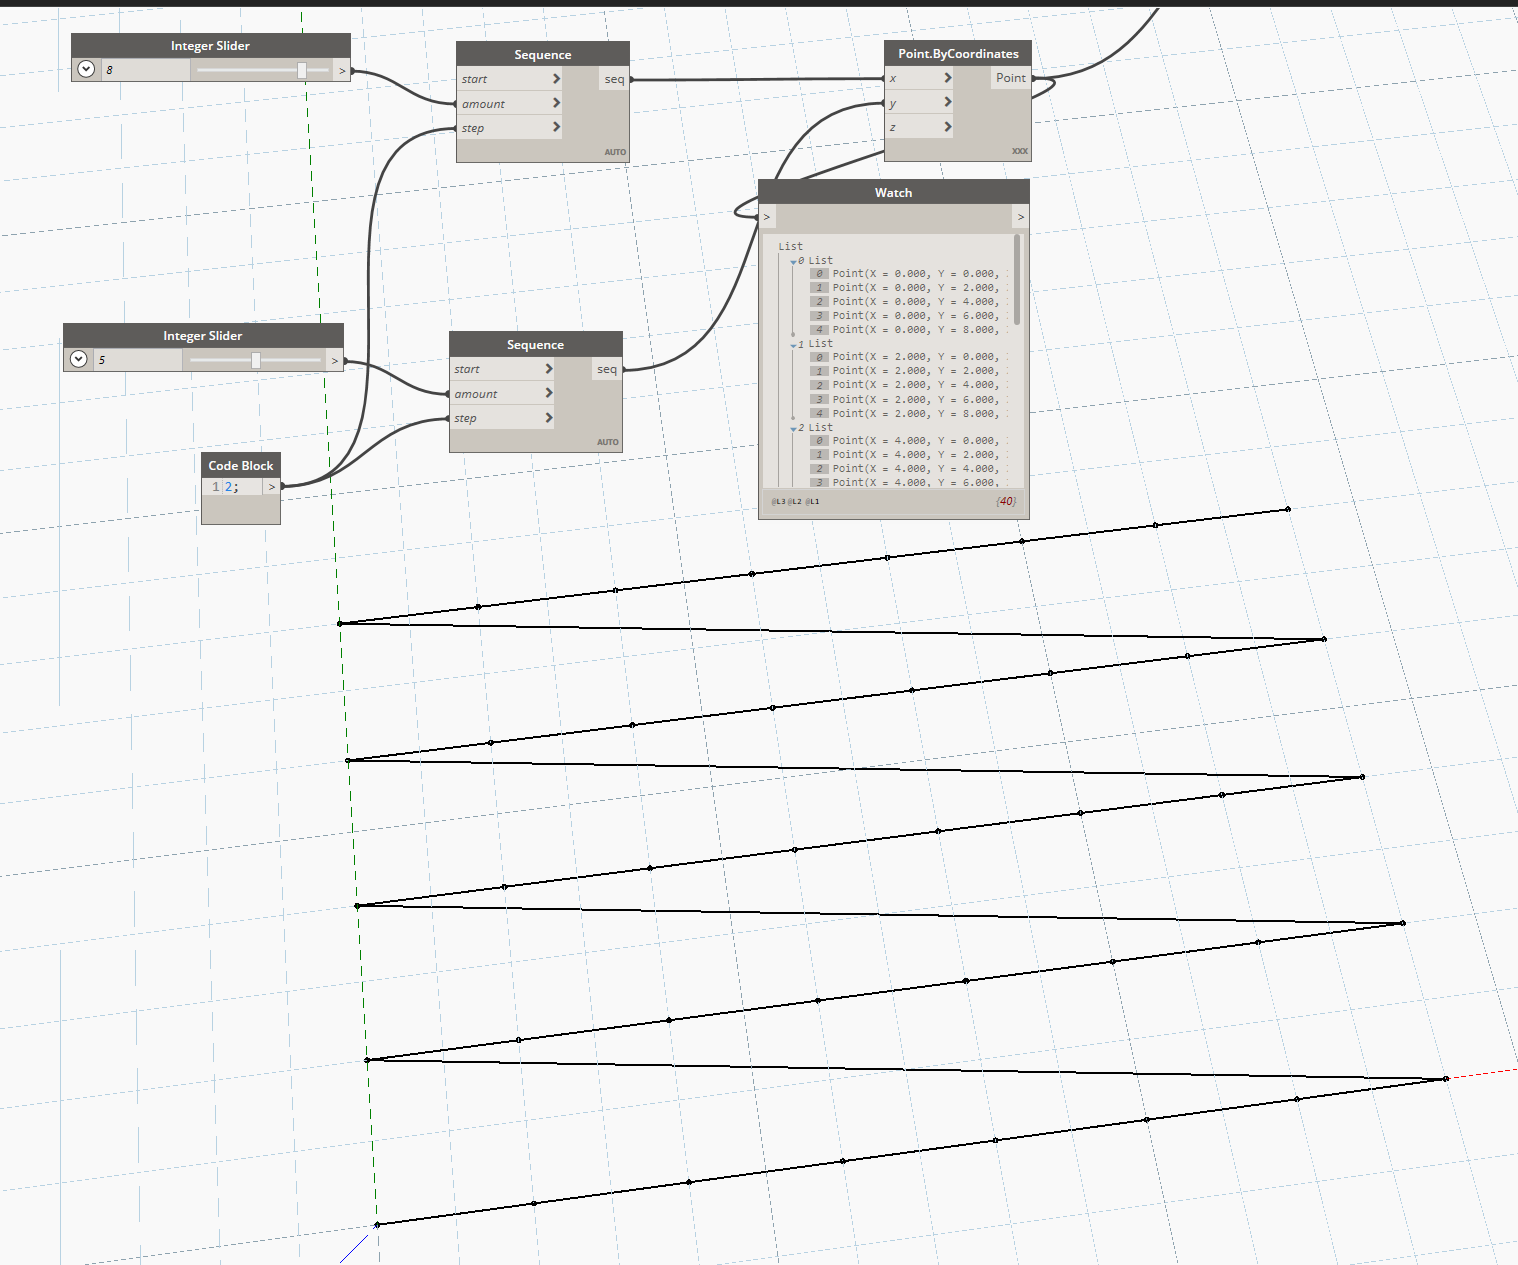 Integer Slider
8
>
Sequence
start
>
seq
amount
>
step
>
AUTO
Point.ByCoordinates
x
>
Point
y
>
z
>
XXX
Integer Slider
5
>
Sequence
start
>
seq
amount
>
step
>
AUTO
Code Block
1 2; >
Watch
> >
List
0 List
0 Point(X = 0.000, Y = 0.000,
1 Point(X = 0.000, Y = 2.000,
2 Point(X = 0.000, Y = 4.000,
3 Point(X = 0.000, Y = 6.000,
4 Point(X = 0.000, Y = 8.000,
1 List
0 Point(X = 2.000, Y = 0.000,
1 Point(X = 2.000, Y = 2.000,
2 Point(X = 2.000, Y = 4.000,
3 Point(X = 2.000, Y = 6.000,
4 Point(X = 2.000, Y = 8.000,
2 List
0 Point(X = 4.000, Y = 0.000,
1 Point(X = 4.000, Y = 2.000,
2 Point(X = 4.000, Y = 4.000,
3 Point(X = 4.000, Y = 6.000,
@L3 @L2 @L1 {40}